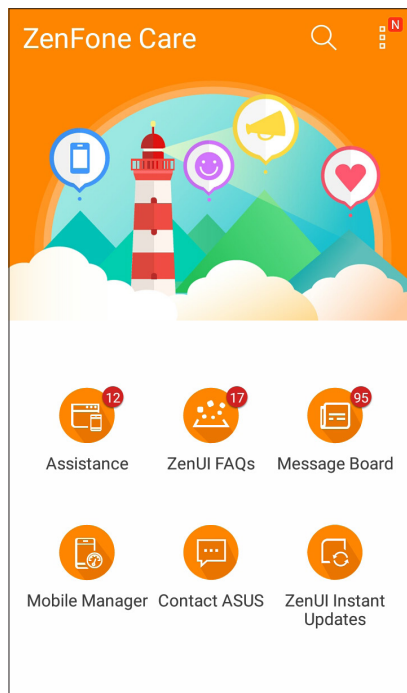 ZenFone Care
N
12
17
95
Assistance
ZenUI FAQs
Message Board
Mobile Manager
Contact ASUS
ZenUI Instant
Updates